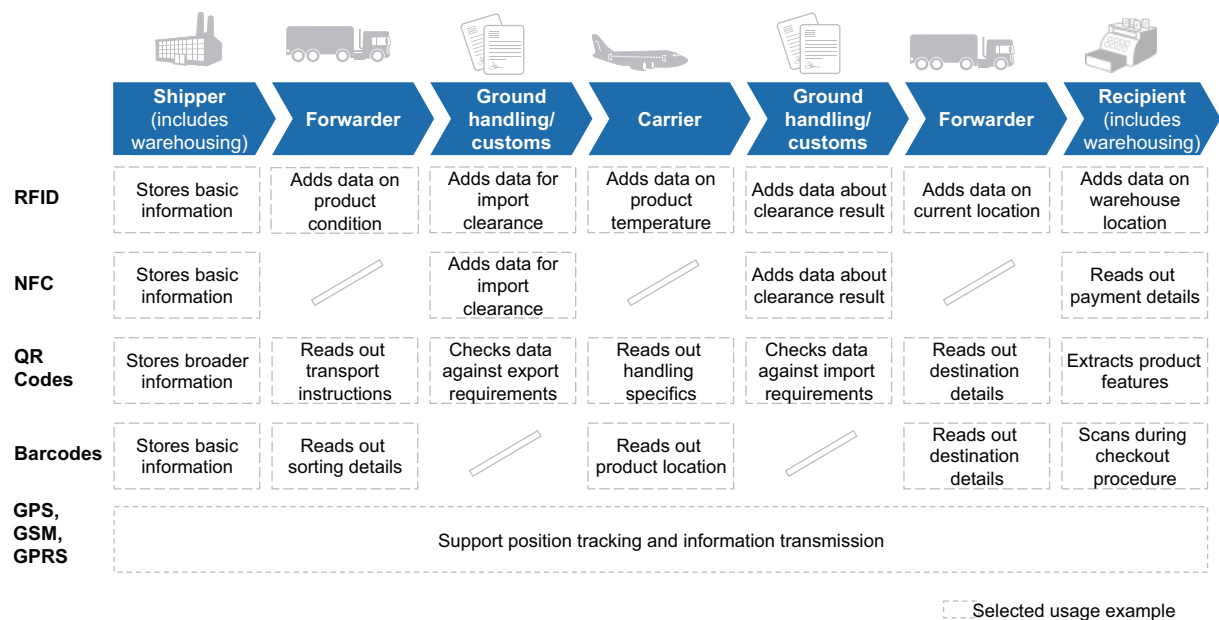 Shipper
(includes
warehousing)
Forwarder
Ground
handling/
customs
Carrier
Ground
handling/
customs
Forwarder
Recipient
(includes
warehousing)
RFID
Stores basic
information
Adds data on
product
condition
Adds data for
import
clearance
Adds data on
product
temperature
Adds data about
clearance result
Adds data on
current location
Adds data on
warehouse
location
NFC
Stores basic
information
Adds data for
import
clearance
Adds data about
clearance result
Reads out
payment details
QR
Codes
Stores broader
information
Reads out
transport
instructions
Checks data
against export
requirements
Reads out
handling
specifics
Checks data
against import
requirements
Reads out
destination
details
Extracts product
features
Barcodes
Stores basic
information
Reads out
sorting details
Reads out
product location
Reads out
destination
details
Scans during
checkout
procedure
GPS,
GSM,
GPRS
Support position tracking and information transmission
Selected usage example